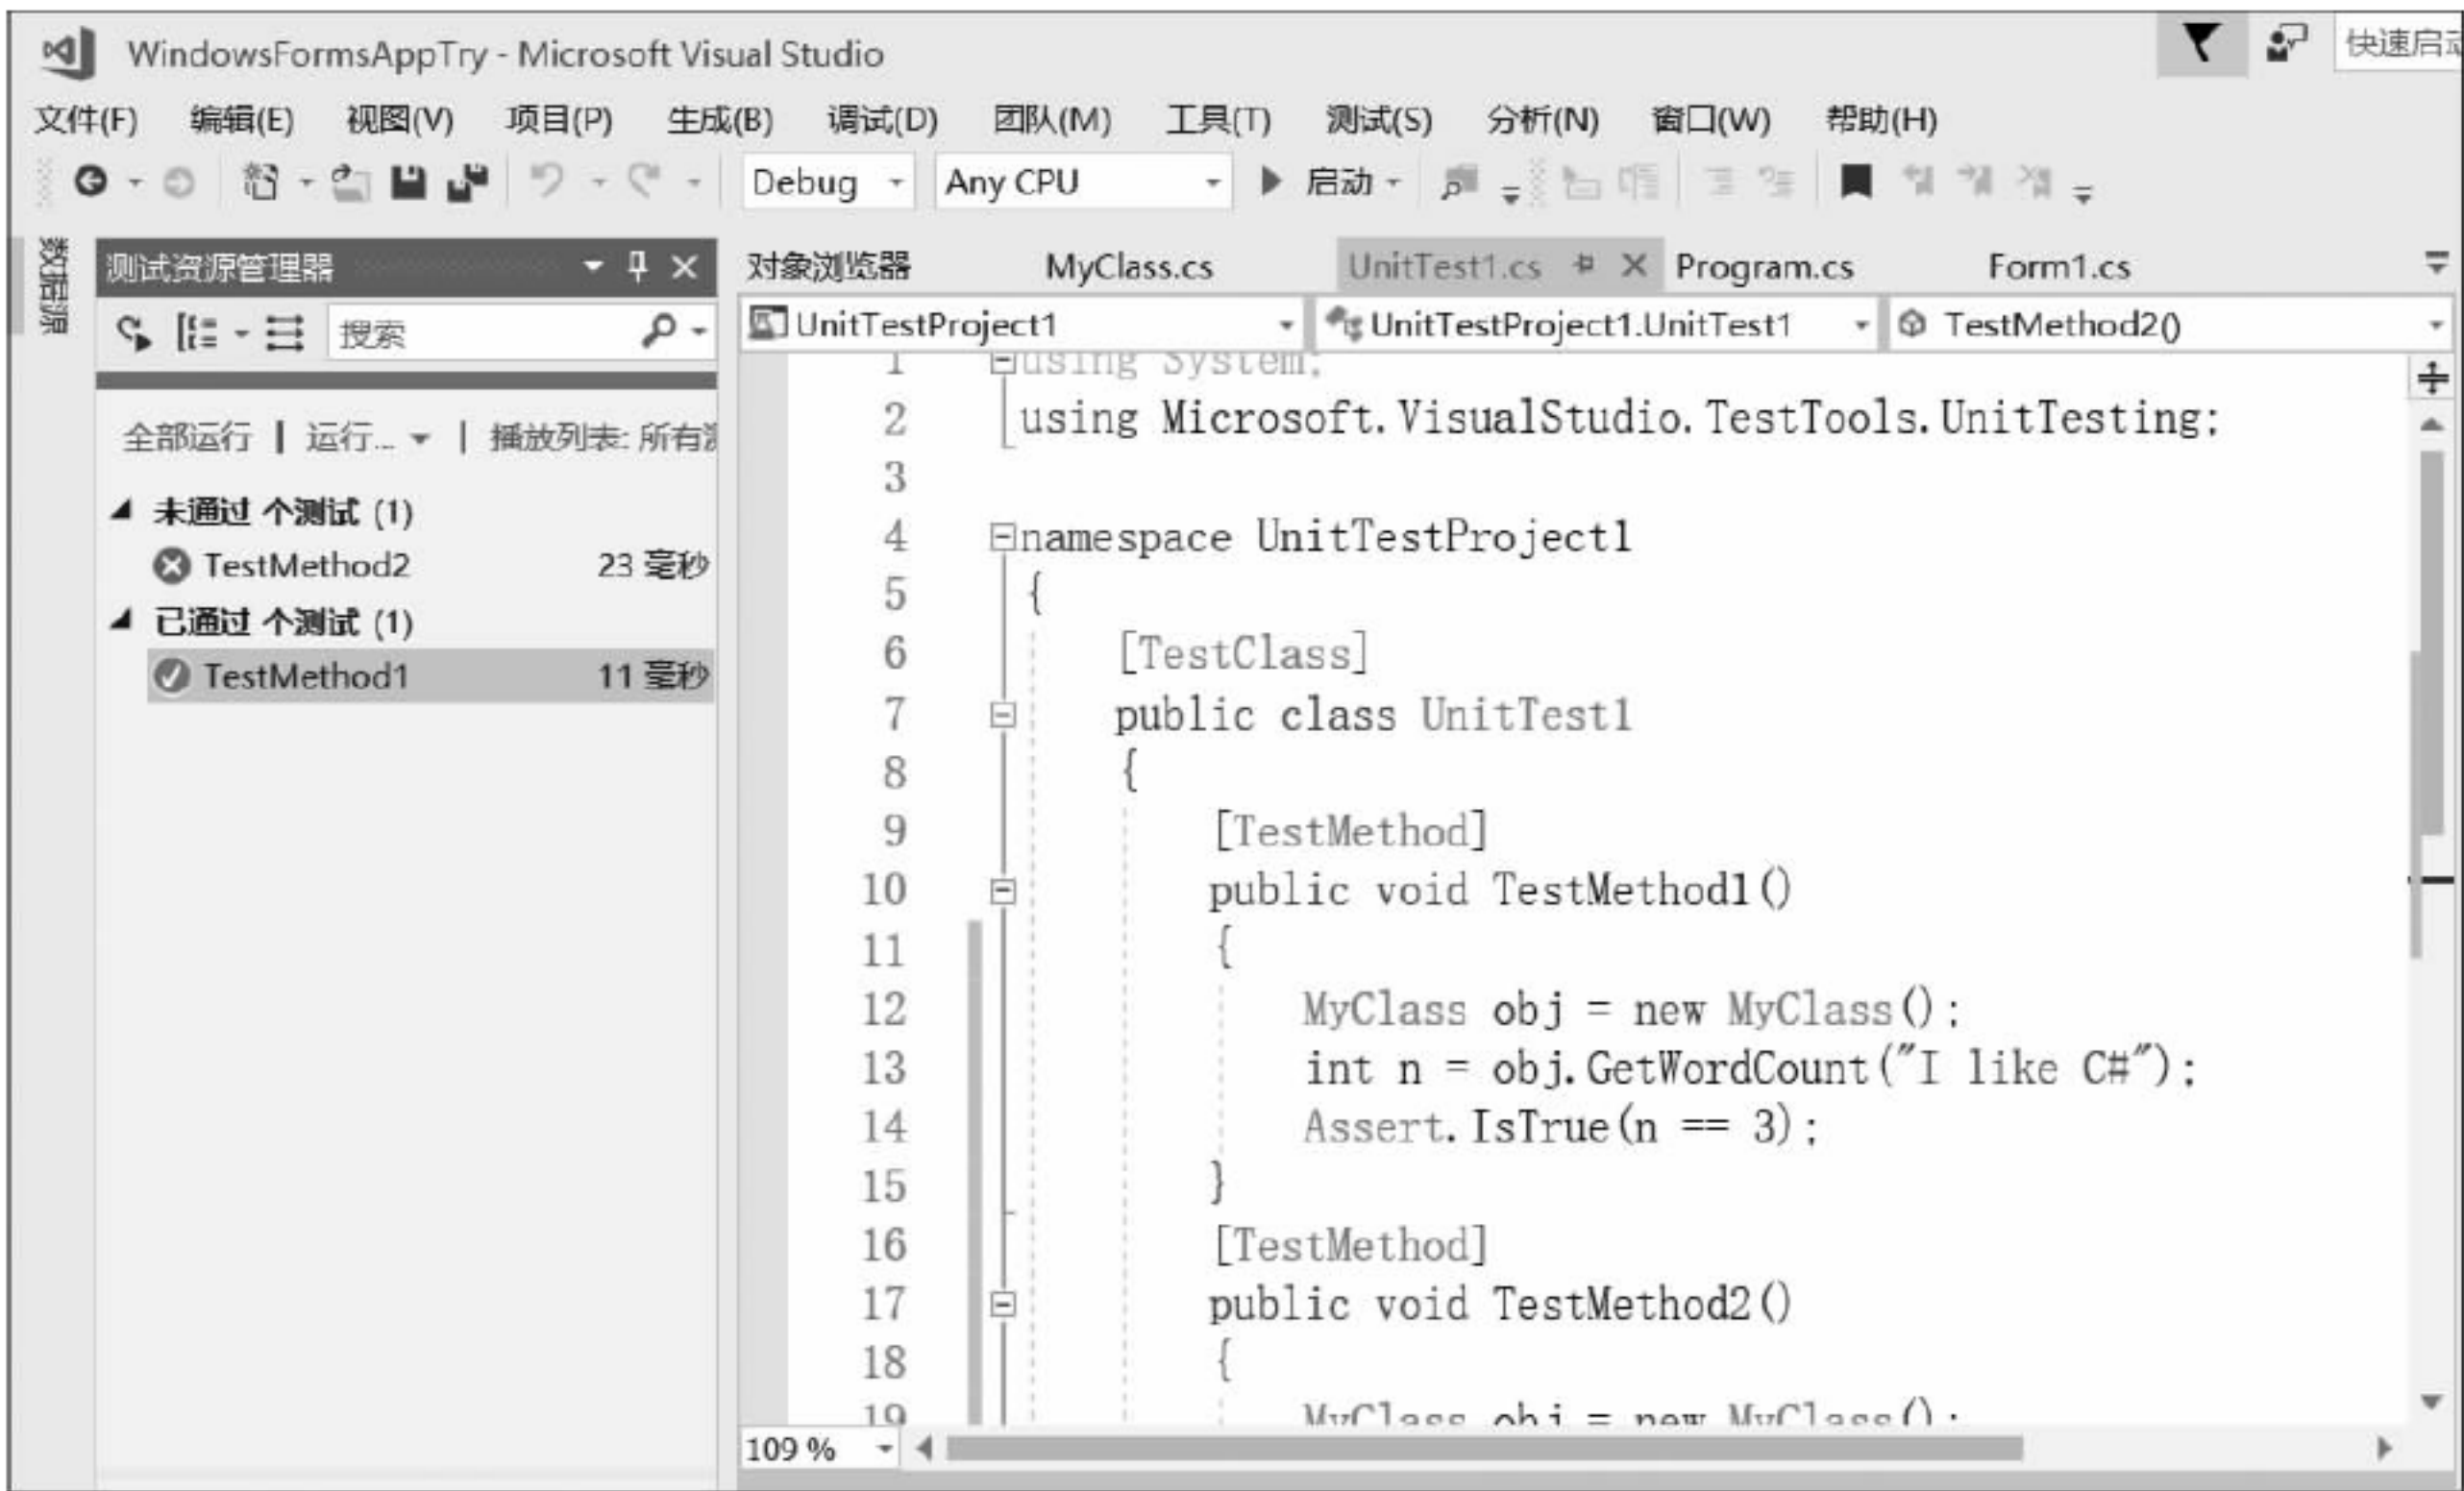 WindowsFormsAppTry - Microsoft Visual Studio
快速启动
文件(F) 编辑(E) 视图(V) 项目(P) 生成(B) 调试(D) 团队(M) 工具(T) 测试(S) 分析(N) 窗口(W) 帮助(H)
Debug Any CPU 启动
数据源
测试资源管理器
搜索
全部运行 | 运行... | 播放列表: 所有测
未通过 个测试 (1)
TestMethod2 23 毫秒
已通过 个测试 (1)
TestMethod1 11 毫秒
对象浏览器 MyClass.cs UnitTest1.cs Program.cs Form1.cs
UnitTestProject1 UnitTestProject1.UnitTest1 TestMethod2()
1 using System;
2 using Microsoft.VisualStudio.TestTools.UnitTesting;
3
4 namespace UnitTestProject1
5 {
6 [TestClass]
7 public class UnitTest1
8 {
9 [TestMethod]
10 public void TestMethod1()
11 {
12 MyClass obj = new MyClass();
13 int n = obj.GetWordCount("I like C#");
14 Assert.IsTrue(n == 3);
15 }
16 [TestMethod]
17 public void TestMethod2()
18 {
19 MyClass obj = new MyClass();
109 %